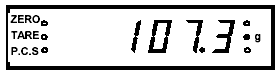 ZERO
TARE 107.3 g
P.C.S